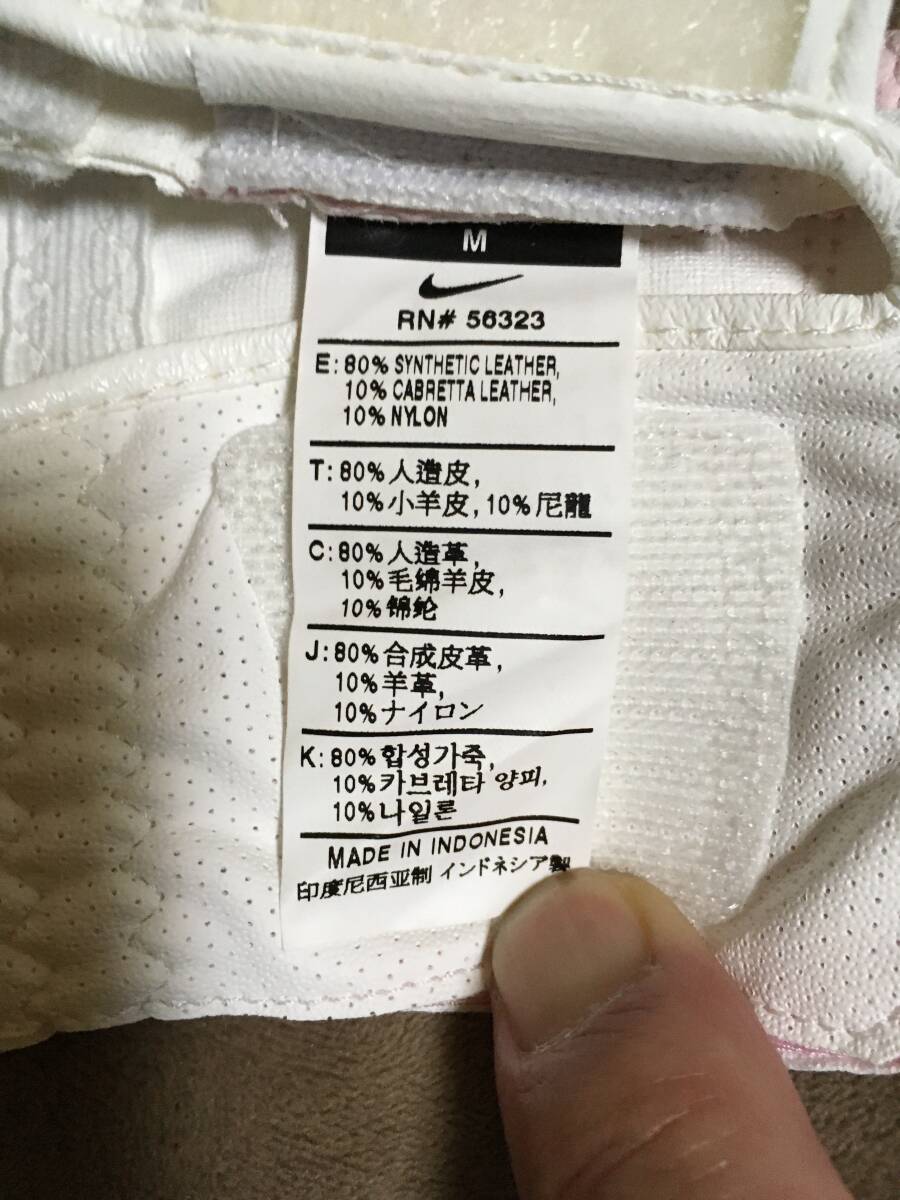 M
RN# 56323
E: 80% SYNTHETIC LEATHER,
10% CABRETTA LEATHER,
10% NYLON
T: 80% 人造皮,
10% 小羊皮, 10% 尼龍
C: 80% 人造革,
10% 毛绵羊皮,
10% 锦纶
J: 80% 合成皮革,
10% 羊革,
10% ナイロン
K: 80% 합성가죽,
10% 카브레타 양피,
10% 나일론
MADE IN INDONESIA
印度尼西亚制 インドネシア製